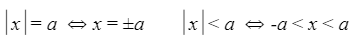 |x| = a ⇔ x = ±a |x| < a ⇔ -a < x < a